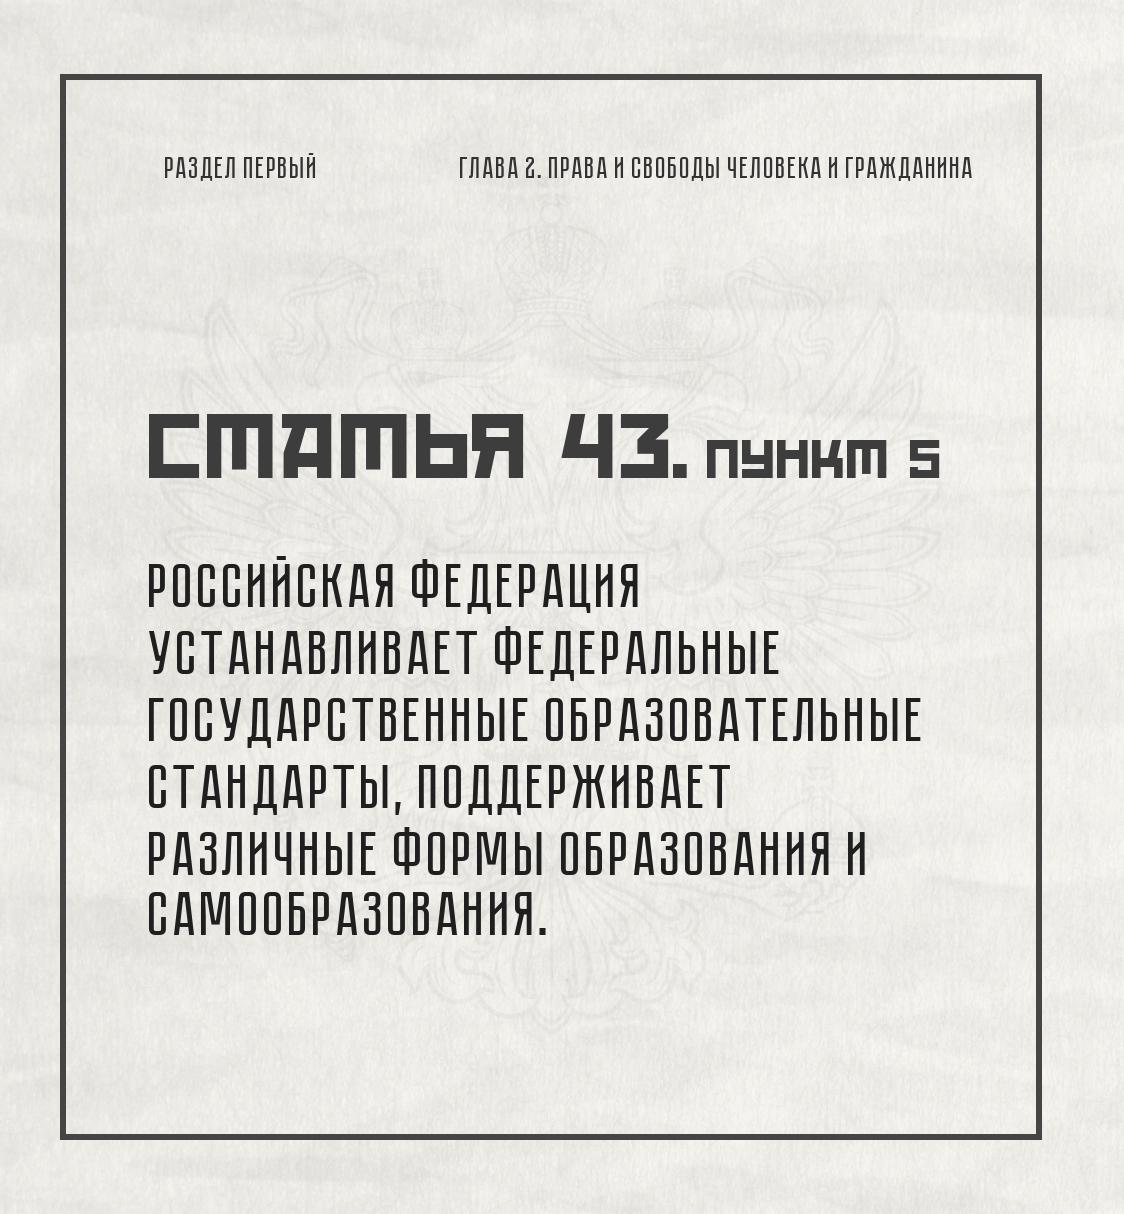 РАЗДЕЛ ПЕРВЫЙ
ГЛАВА 2. ПРАВА И СВОБОДЫ ЧЕЛОВЕКА И ГРАЖДАНИНА
СТАТЬЯ 43. ПУНКТ 5
РОССИЙСКАЯ ФЕДЕРАЦИЯ
УСТАНАВЛИВАЕТ ФЕДЕРАЛЬНЫЕ
ГОСУДАРСТВЕННЫЕ ОБРАЗОВАТЕЛЬНЫЕ
СТАНДАРТЫ, ПОДДЕРЖИВАЕТ
РАЗЛИЧНЫЕ ФОРМЫ ОБРАЗОВАНИЯ И
САМООБРАЗОВАНИЯ.